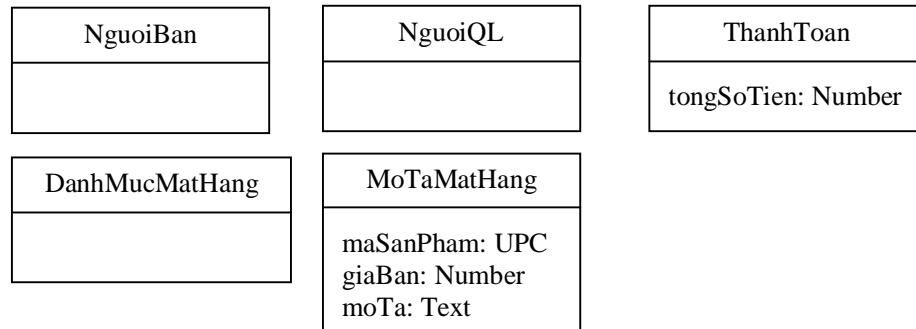 NguoiBan
NguoiQL
ThanhToan
tongSoTien: Number
DanhMucMatHang
MoTaMatHang
maSanPham: UPC
giaBan: Number
moTa: Text